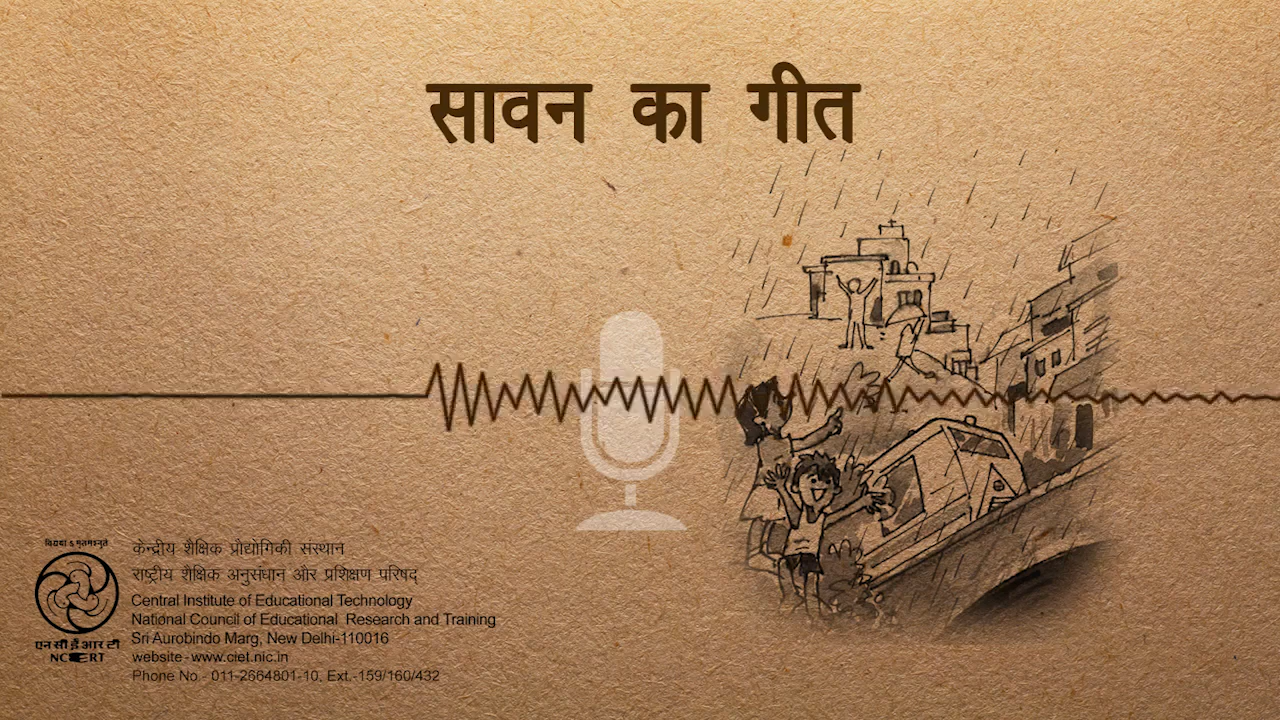 सावन का गीत
विद्यया ऽ मृतमश्नुते
एन सी ई आर टी
NCERT
केन्द्रीय शैक्षिक प्रौद्योगिकी संस्थान
राष्ट्रीय शैक्षिक अनुसंधान और प्रशिक्षण परिषद्
Central Institute of Educational Technology
National Council of Educational Research and Training
Sri Aurobindo Marg, New Delhi-110016
website - www.ciet.nic.in
Phone No.- 011-2664801-10, Ext.-159/160/432